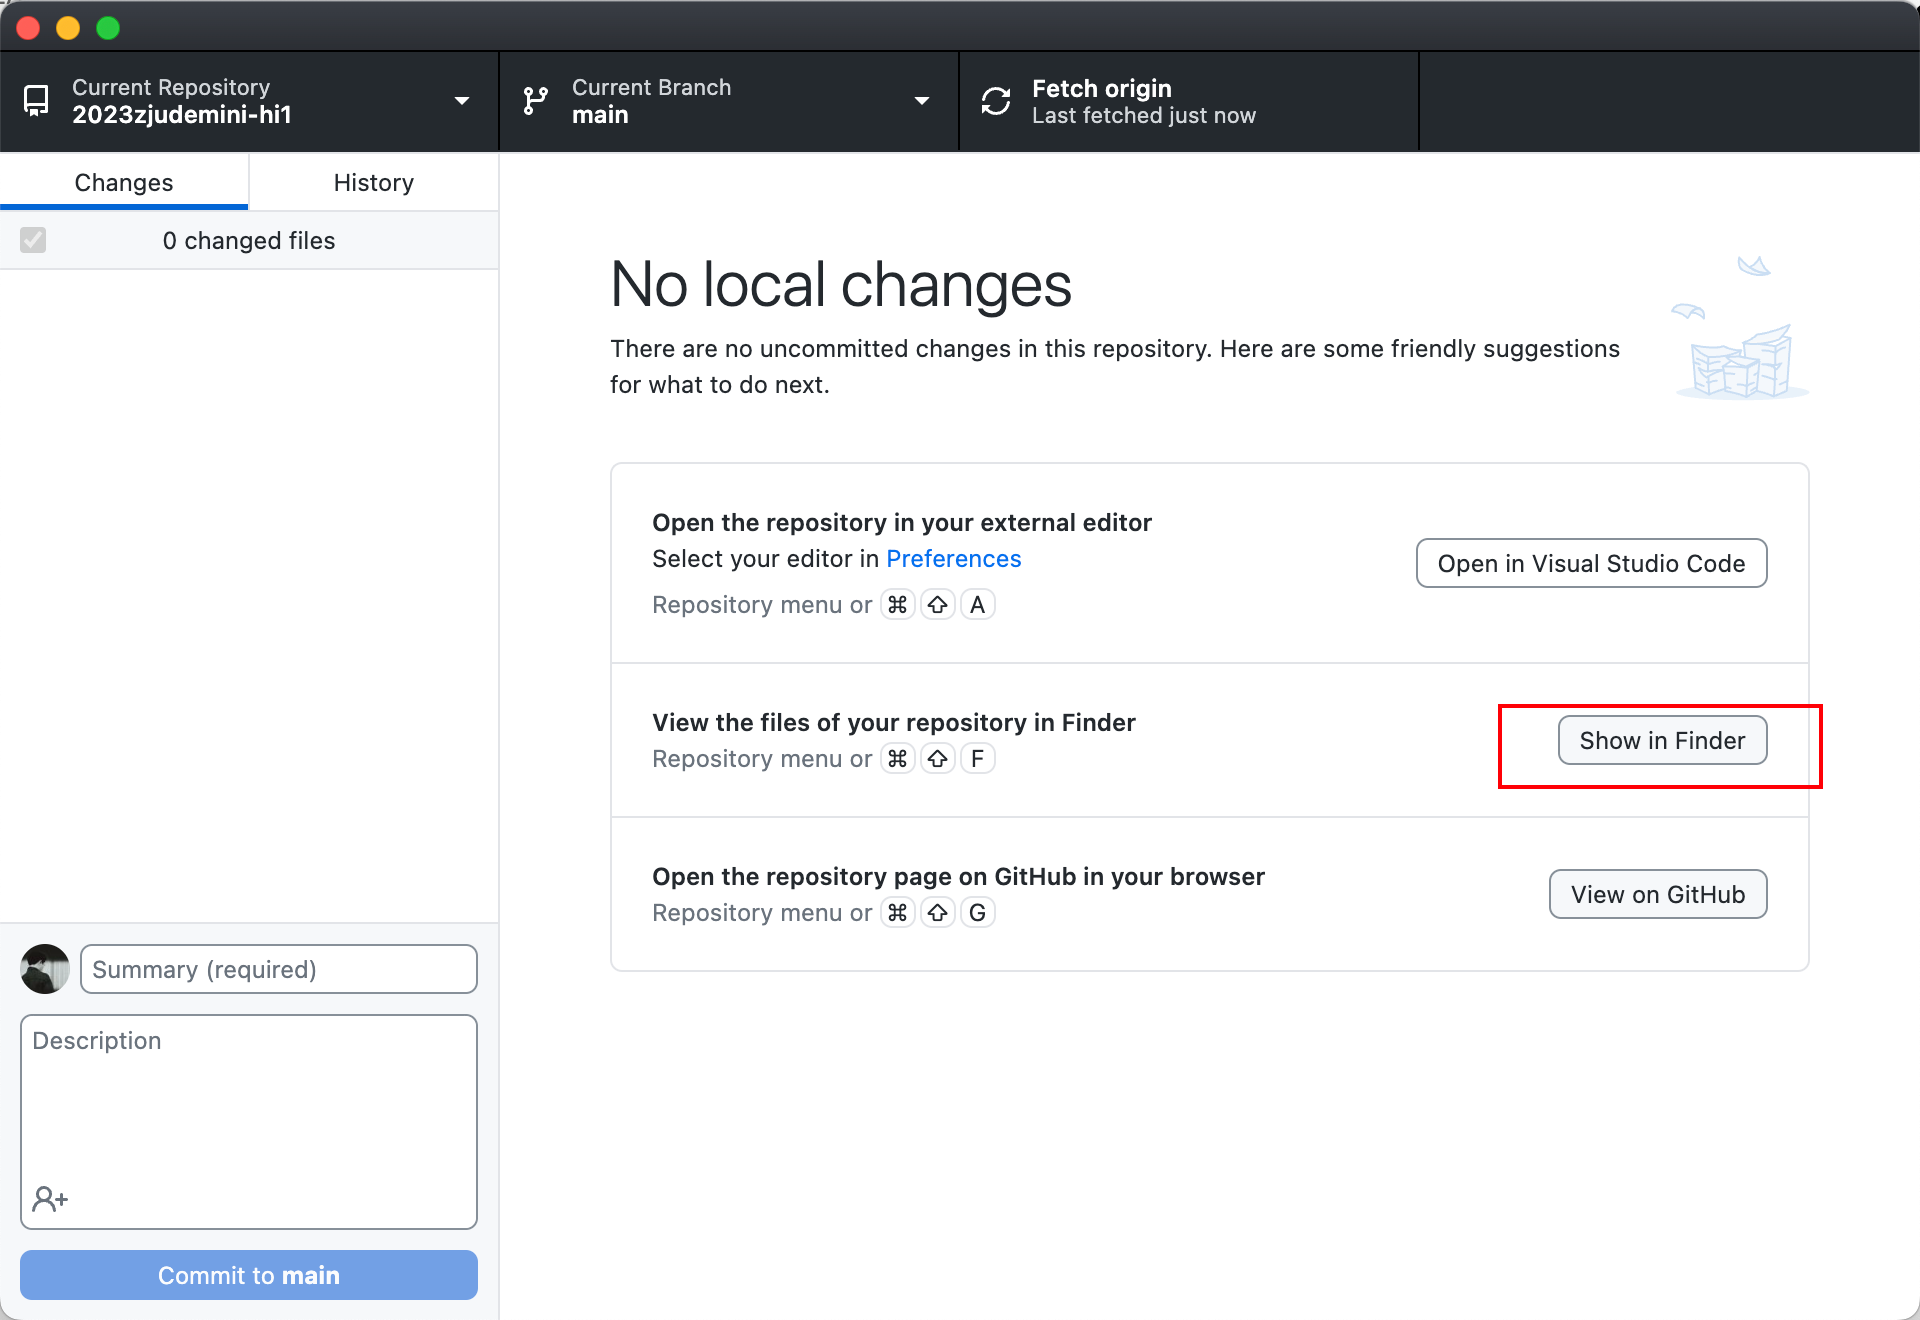 Current Repository
2023zjudemini-hi1
Current Branch
main
Fetch origin
Last fetched just now
Changes
History
0 changed files
No local changes
There are no uncommitted changes in this repository. Here are some friendly suggestions
for what to do next.
Open the repository in your external editor
Select your editor in Preferences
Repository menu or ⌘ ⇧ A
Open in Visual Studio Code
View the files of your repository in Finder
Repository menu or ⌘ ⇧ F
Show in Finder
Open the repository page on GitHub in your browser
Repository menu or ⌘ ⇧ G
View on GitHub
Summary (required)
Description
Commit to main